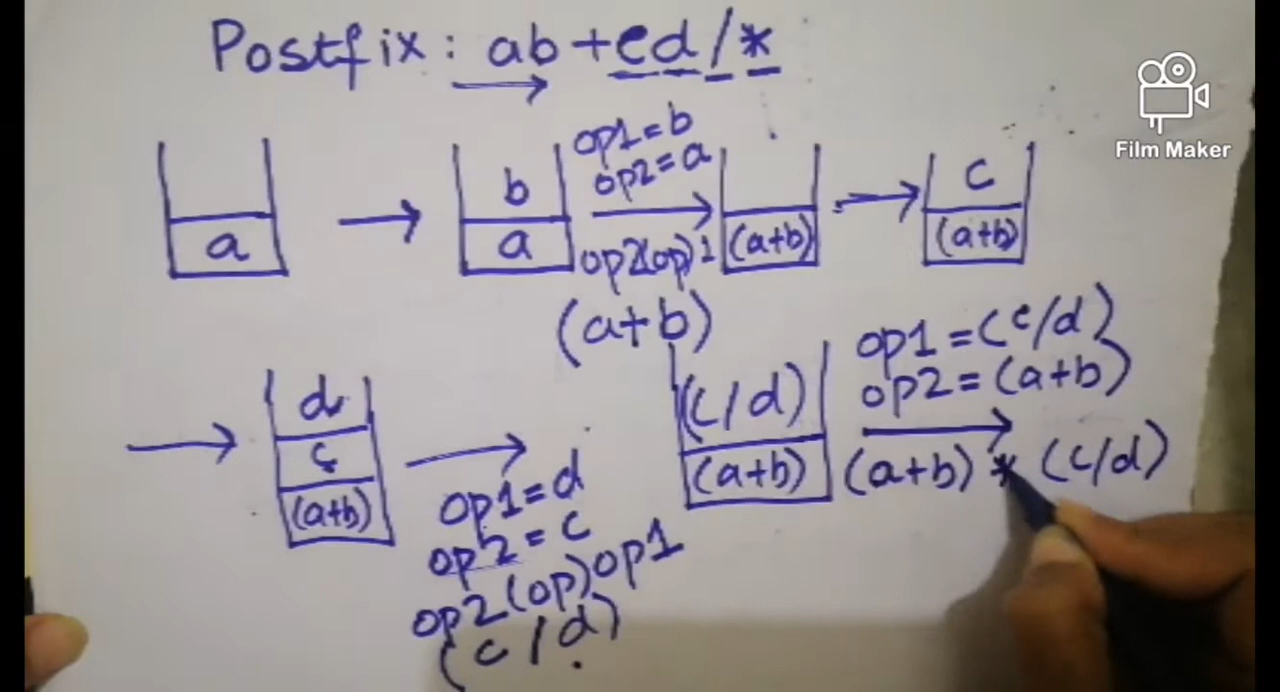 Postfix: ab+cd/*
Film Maker
a
b
a
op1=b
op2=a
op2(op)1
(a+b)
(a+b)
c
(a+b)
d
c
(a+b)
op1=d
op2=c
op2(op)op1
(c/d)
(c/d)
(a+b)
op1=(c/d)
op2=(a+b)
(a+b) * (c/d)